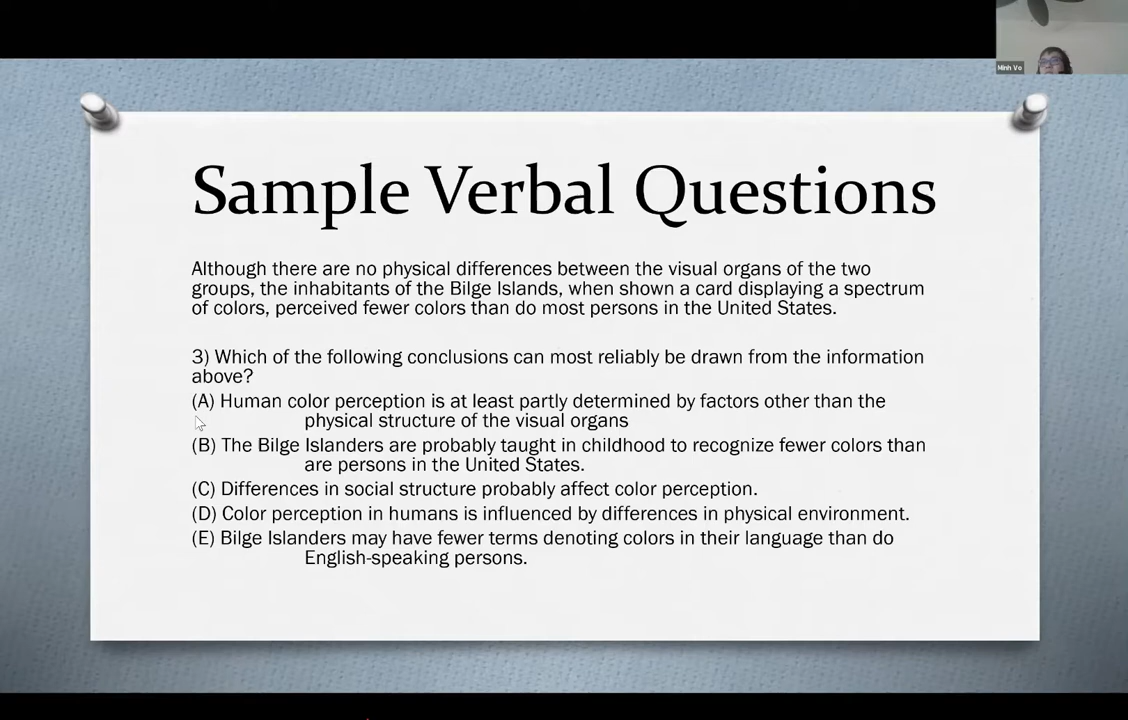 Minh Vo
Sample Verbal Questions
Although there are no physical differences between the visual organs of the two
groups, the inhabitants of the Bilge Islands, when shown a card displaying a spectrum
of colors, perceived fewer colors than do most persons in the United States.
3) Which of the following conclusions can most reliably be drawn from the information
above?
(A) Human color perception is at least partly determined by factors other than the
physical structure of the visual organs
(B) The Bilge Islanders are probably taught in childhood to recognize fewer colors than
are persons in the United States.
(C) Differences in social structure probably affect color perception.
(D) Color perception in humans is influenced by differences in physical environment.
(E) Bilge Islanders may have fewer terms denoting colors in their language than do
English-speaking persons.